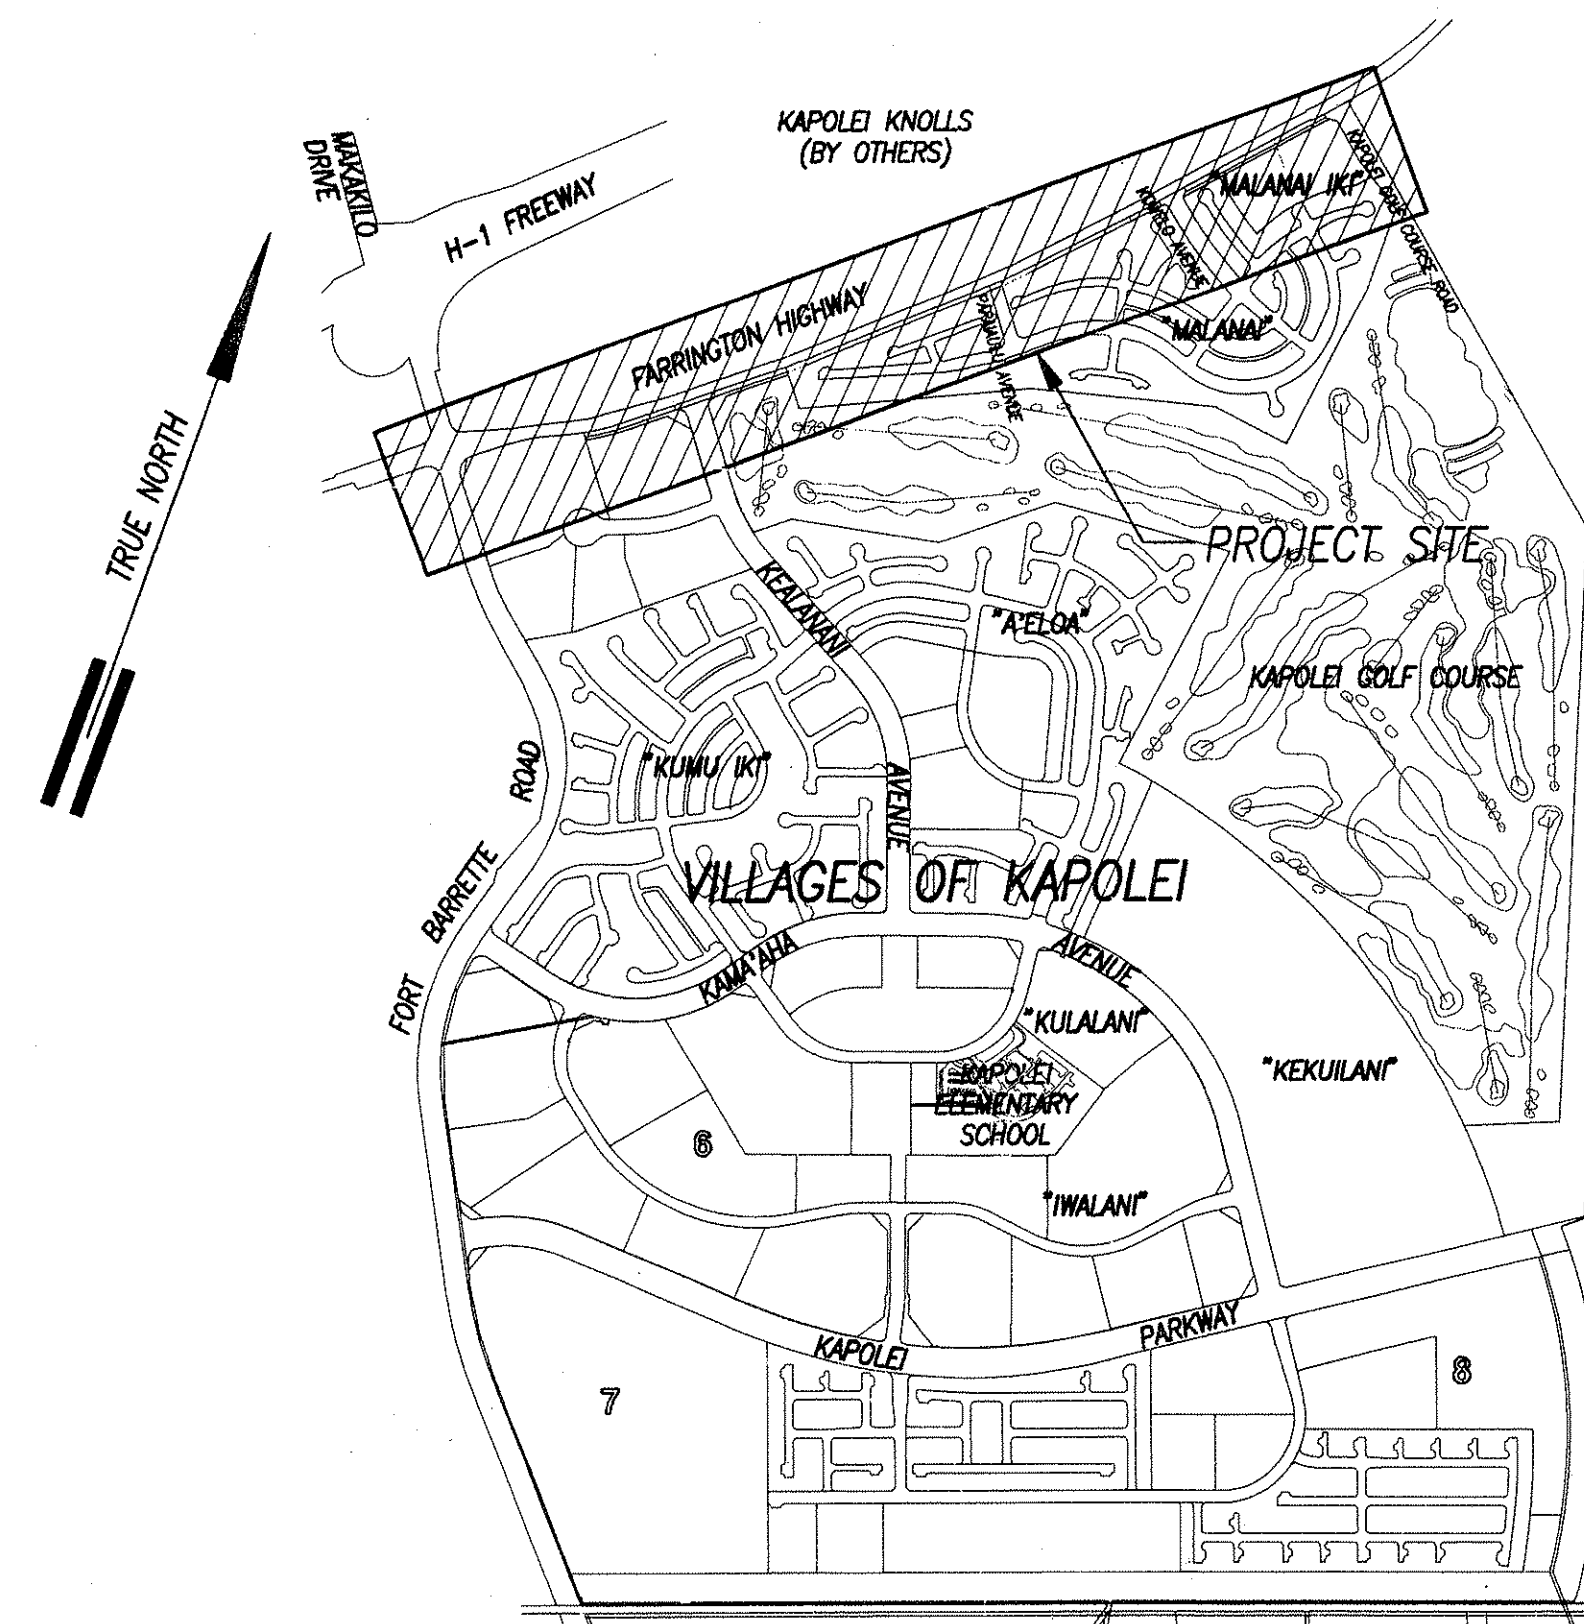 KAPOLEI KNOLLS
(BY OTHERS)
MAKAKILO
DRIVE
H-1 FREEWAY
"MALANAI IKI"
KAPOLEI GOLF COURSE ROAD
AVENUE
FARRINGTON HIGHWAY
"MALANAI"
AVENUE
TRUE NORTH
PROJECT SITE
KEALANANI
"A'ELOA"
KAPOLEI GOLF COURSE
"KUMU IKI"
ROAD
AVENUE
BARRETTE
VILLAGES OF KAPOLEI
KAMA'AHA
AVENUE
FORT
"KULALANI"
KAPOLEI
ELEMENTARY
SCHOOL
"KEKUILANI"
6
"IWALANI"
KAPOLEI
PARKWAY
7
8